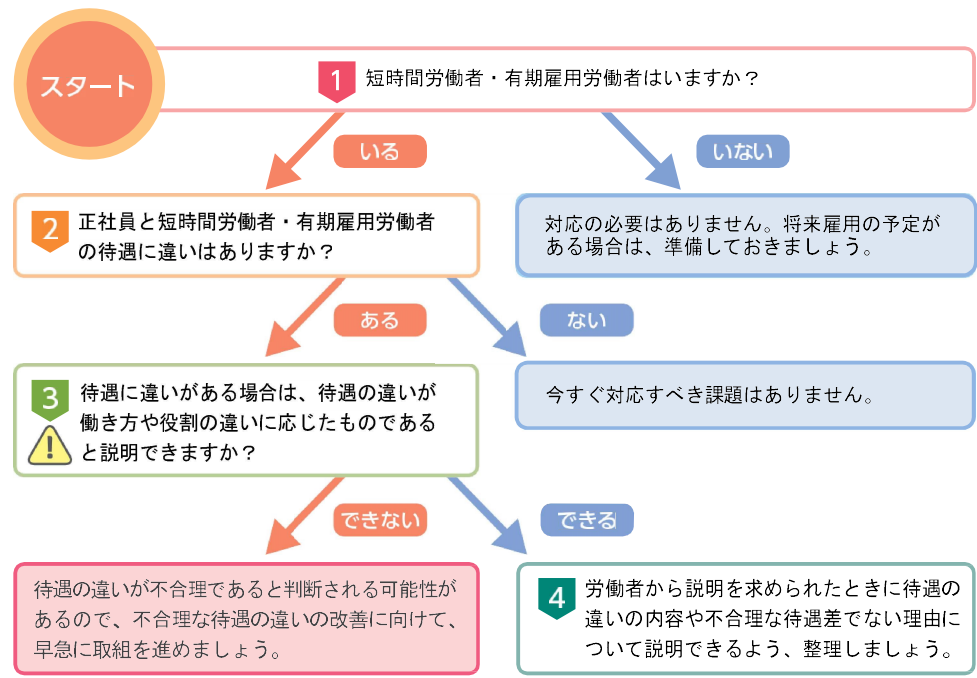 スタート
1 短時間労働者・有期雇用労働者はいますか？
いる
いない
2 正社員と短時間労働者・有期雇用労働者
の待遇に違いはありますか？
対応の必要はありません。将来雇用の予定が
ある場合は、準備しておきましょう。
ある
ない
3 待遇に違いがある場合は、待遇の違いが
働き方や役割の違いに応じたものである
と説明できますか？
今すぐ対応すべき課題はありません。
できない
できる
待遇の違いが不合理であると判断される可能性が
あるので、不合理な待遇の違いの改善に向けて、
早急に取組を進めましょう。
4 労働者から説明を求められたときに待遇の
違いの内容や不合理な待遇差でない理由に
ついて説明できるよう、整理しましょう。